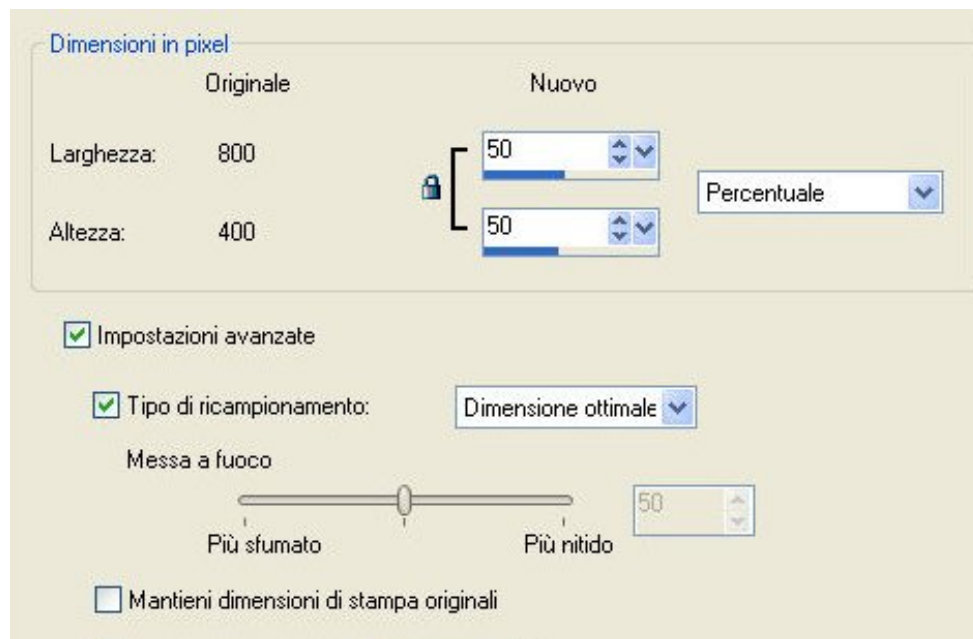 Dimensioni in pixel
Originale Nuovo
Larghezza: 800 50
Percentuale
Altezza: 400 50
Impostazioni avanzate
Tipo di ricampionamento: Dimensione ottimale
Messa a fuoco
50
Più sfumato Più nitido
Mantieni dimensioni di stampa originali